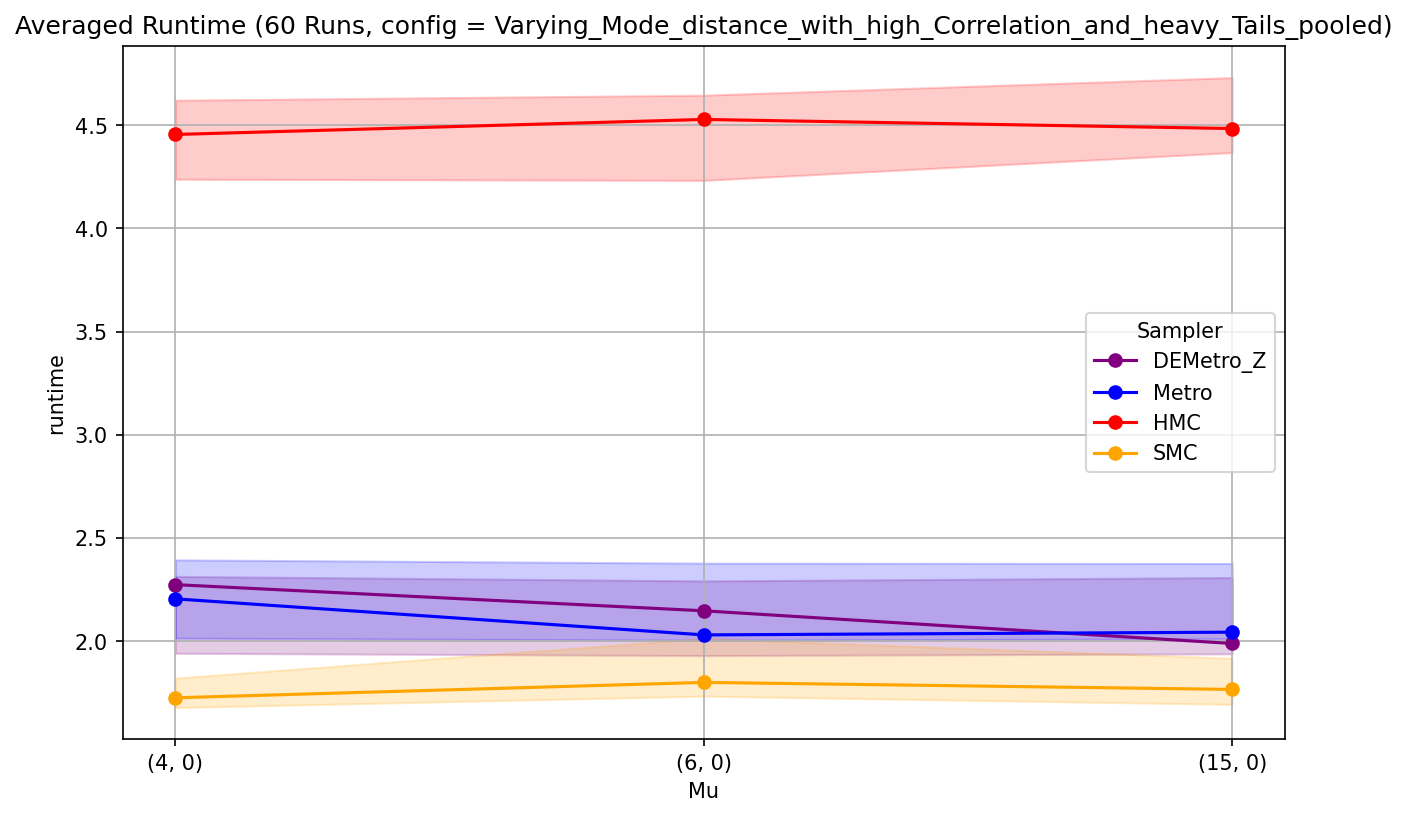 Averaged Runtime (60 Runs, config = Varying_Mode_distance_with_high_Correlation_and_heavy_Tails_pooled)
runtime
4.5
4.0
3.5
3.0
2.5
2.0
Sampler
DEMetro_Z
Metro
HMC
SMC
(4, 0)
(6, 0)
(15, 0)
Mu